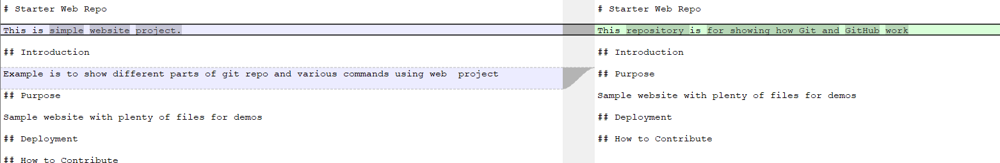 # Starter Web Repo
This is simple website project.
## Introduction
Example is to show different parts of git repo and various commands using web  project
## Purpose
Sample website with plenty of files for demos
## Deployment
## How to Contribute
# Starter Web Repo
This repository is for showing how Git and GitHub work
## Introduction
## Purpose
Sample website with plenty of files for demos
## Deployment
## How to Contribute